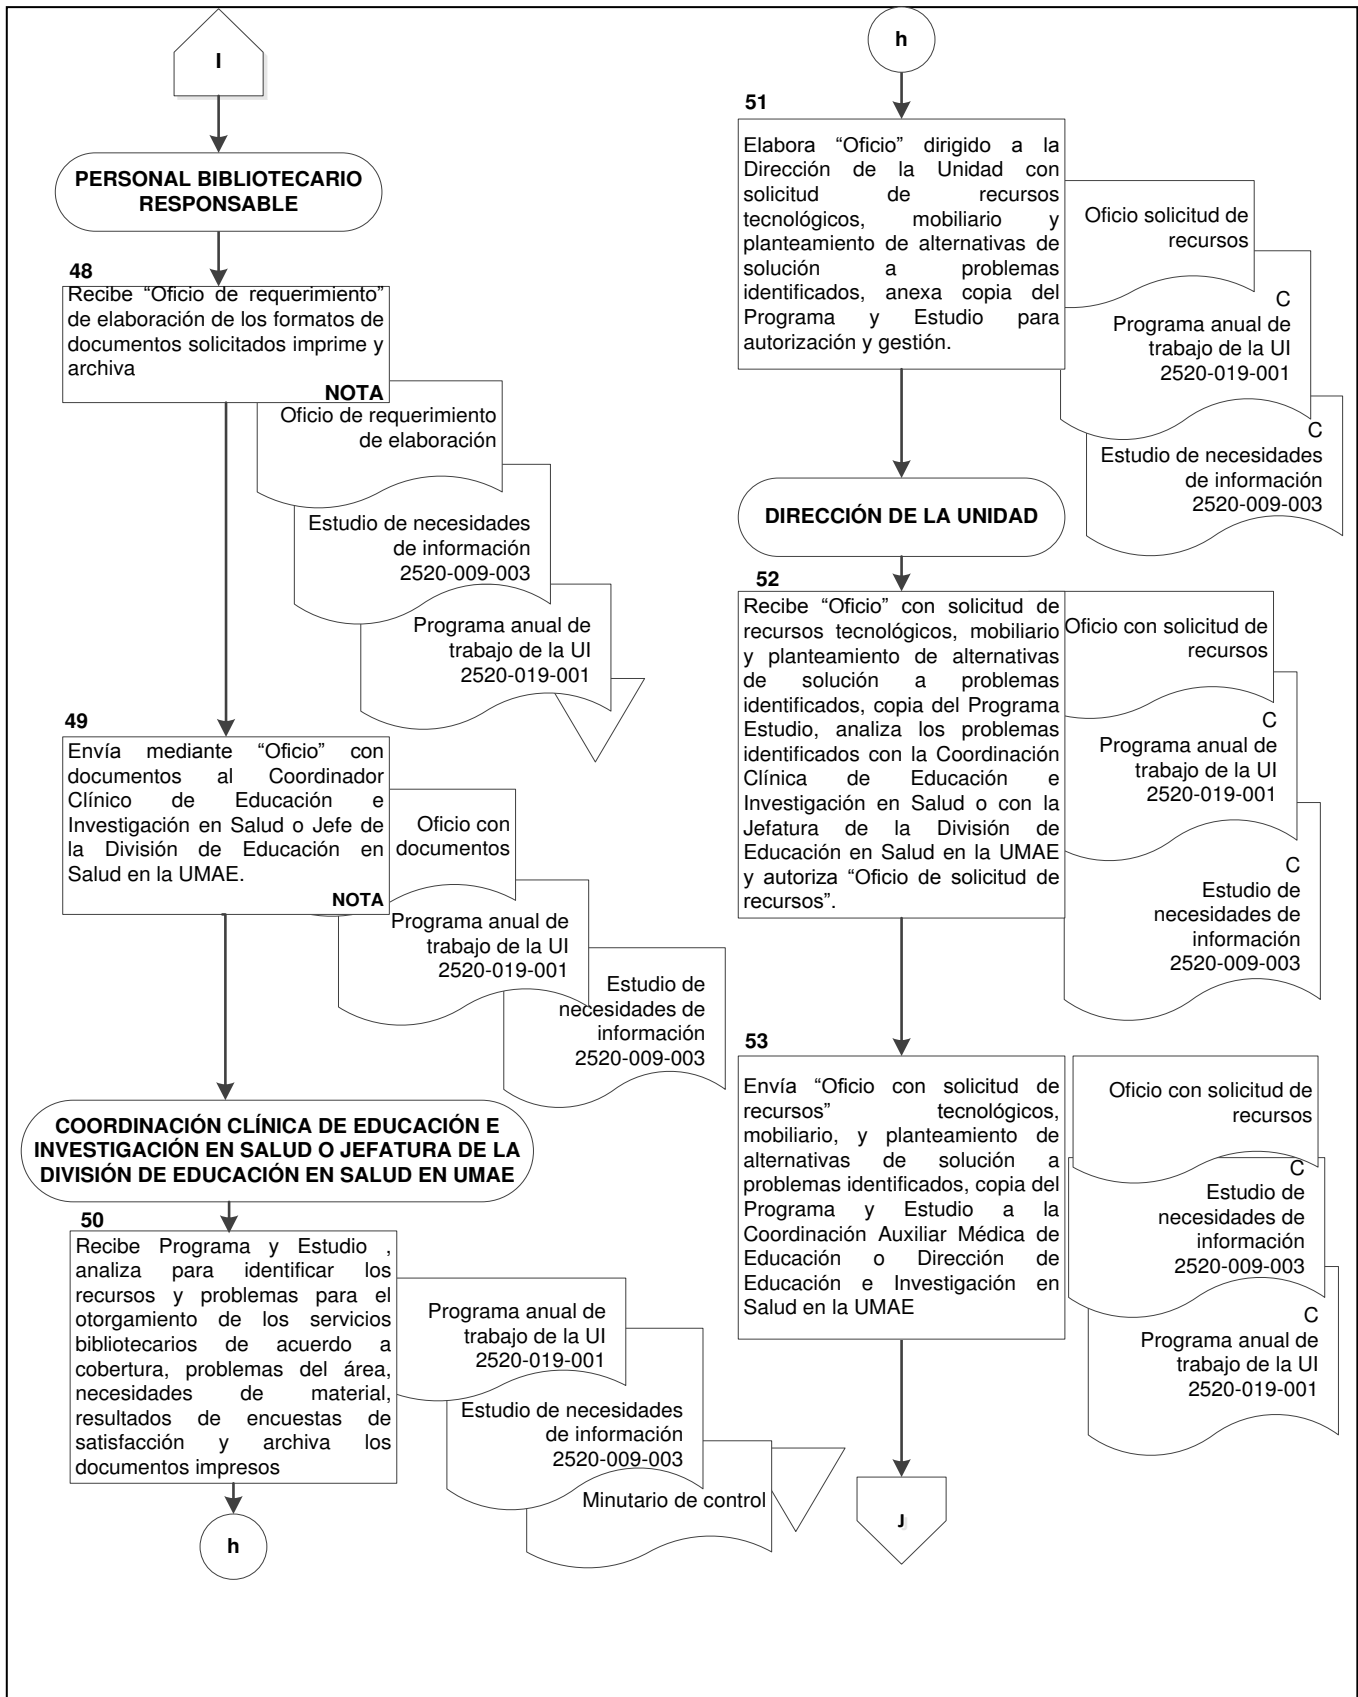 I
PERSONAL BIBLIOTECARIO
RESPONSABLE
48
Recibe “Oficio de requerimiento”
de elaboración de los formatos de
documentos solicitados imprime y
archiva
NOTA
Oficio de requerimiento
de elaboración
Estudio de necesidades
de información
2520-009-003
Programa anual de
trabajo de la UI
2520-019-001
49
Envía mediante “Oficio” con
documentos al Coordinador
Clínico de Educación e
Investigación en Salud o Jefe de
la División de Educación en
Salud en la UMAE.
NOTA
Oficio con
documentos
Programa anual de
trabajo de la UI
2520-019-001
Estudio de
necesidades de
información
2520-009-003
COORDINACIÓN CLÍNICA DE EDUCACIÓN E
INVESTIGACIÓN EN SALUD O JEFATURA DE LA
DIVISIÓN DE EDUCACIÓN EN SALUD EN UMAE
50
Recibe Programa y Estudio ,
analiza para identificar los
recursos y problemas para el
otorgamiento de los servicios
bibliotecarios de acuerdo a
cobertura, problemas del área,
necesidades de material,
resultados de encuestas de
satisfacción y archiva los
documentos impresos
Programa anual de
trabajo de la UI
2520-019-001
Estudio de necesidades
de información
2520-009-003
Minutario de control
h
h
51
Elabora “Oficio” dirigido a la
Dirección de la Unidad con
solicitud de recursos
tecnológicos, mobiliario y
planteamiento de alternativas de
solución a problemas
identificados, anexa copia del
Programa y Estudio para
autorización y gestión.
Oficio solicitud de
recursos
C
Programa anual de
trabajo de la UI
2520-019-001
C
Estudio de necesidades
de información
2520-009-003
DIRECCIÓN DE LA UNIDAD
52
Recibe “Oficio” con solicitud de
recursos tecnológicos, mobiliario
y planteamiento de alternativas
de solución a problemas
identificados, copia del Programa
Estudio, analiza los problemas
identificados con la Coordinación
Clínica de Educación e
Investigación en Salud o con la
Jefatura de la División de
Educación en Salud en la UMAE
y autoriza “Oficio de solicitud de
recursos”.
Oficio con solicitud de
recursos
C
Programa anual de
trabajo de la UI
2520-019-001
C
Estudio de
necesidades de
información
2520-009-003
53
Envía “Oficio con solicitud de
recursos” tecnológicos,
mobiliario, y planteamiento de
alternativas de solución a
problemas identificados, copia del
Programa y Estudio a la
Coordinación Auxiliar Médica de
Educación o Dirección de
Educación e Investigación en
Salud en la UMAE
Oficio con solicitud de
recursos
C
Estudio de
necesidades de
información
2520-009-003
C
Programa anual de
trabajo de la UI
2520-019-001
J